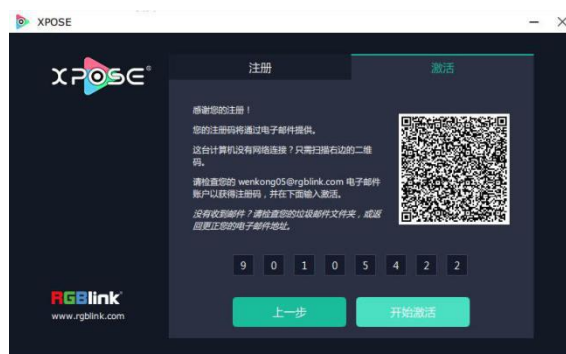 XPOSE
XPOSE
注册
激活
感谢您的注册！
您的注册码将通过电子邮件提供。
这台计算机没有网络连接？只需扫描右边的二维
码。
请检查您的 wenkong05@rgblink.com 电子邮件
账户以获得注册码，并在下面输入激活。
没有收到邮件？请检查您的垃圾邮件文件夹，或返
回更正您的电子邮件地址。
9 0 1 0 5 4 2 2
RGBlink
www.rgblink.com
上一步
开始激活